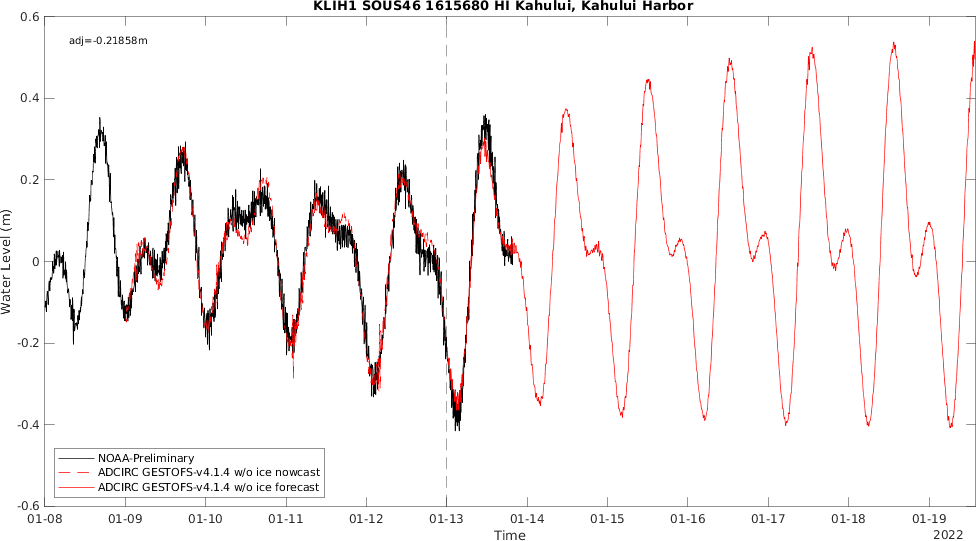 KLIH1 SOUS46 1615680 HI Kahului, Kahului Harbor
0.6
adj=-0.21858m
0.4
0.2
0
-0.2
-0.4
-0.6
Water Level (m)
NOAA-Preliminary
ADCIRC GESTOFS-v4.1.4 w/o ice nowcast
ADCIRC GESTOFS-v4.1.4 w/o ice forecast
01-08 01-09 01-10 01-11 01-12 01-13 01-14 01-15 01-16 01-17 01-18 01-19
Time
2022